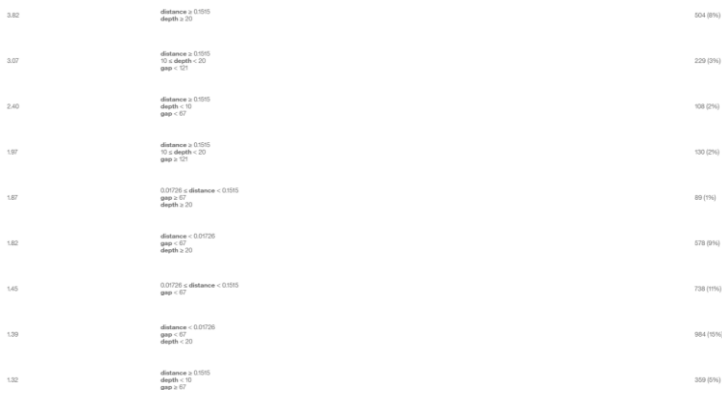 3.82 distance ≥ 0.1515 504 (8%)
depth ≥ 20
distance ≥ 0.1515
3.07 10 ≤ depth < 20 229 (3%)
gap < 121
distance ≥ 0.1515
2.40 depth < 10 108 (2%)
gap < 67
distance ≥ 0.1515
1.97 10 ≤ depth < 20 130 (2%)
gap ≥ 121
0.01726 ≤ distance < 0.1515
1.87 gap ≥ 67 89 (1%)
depth ≥ 20
distance < 0.01726
1.82 gap < 67 578 (9%)
depth ≥ 20
1.45 0.01726 ≤ distance < 0.1515 738 (11%)
gap < 67
distance < 0.01726
1.39 gap < 67 984 (15%)
depth < 20
distance ≥ 0.1515
1.32 depth < 10 359 (5%)
gap ≥ 67